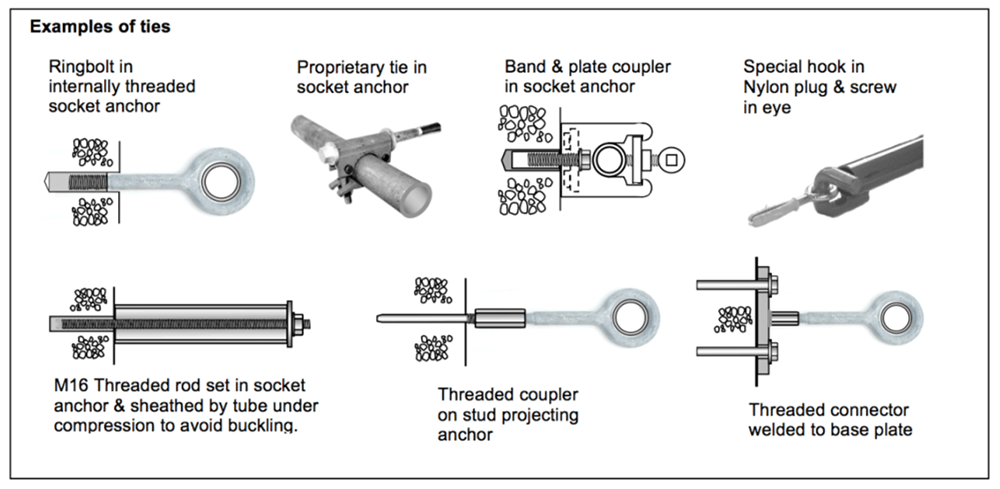 Examples of ties
Ringbolt in
internally threaded
socket anchor
Proprietary tie in
socket anchor
Band & plate coupler
in socket anchor
Special hook in
Nylon plug & screw
in eye
M16 Threaded rod set in socket
anchor & sheathed by tube under
compression to avoid buckling.
Threaded coupler
on stud projecting
anchor
Threaded connector
welded to base plate